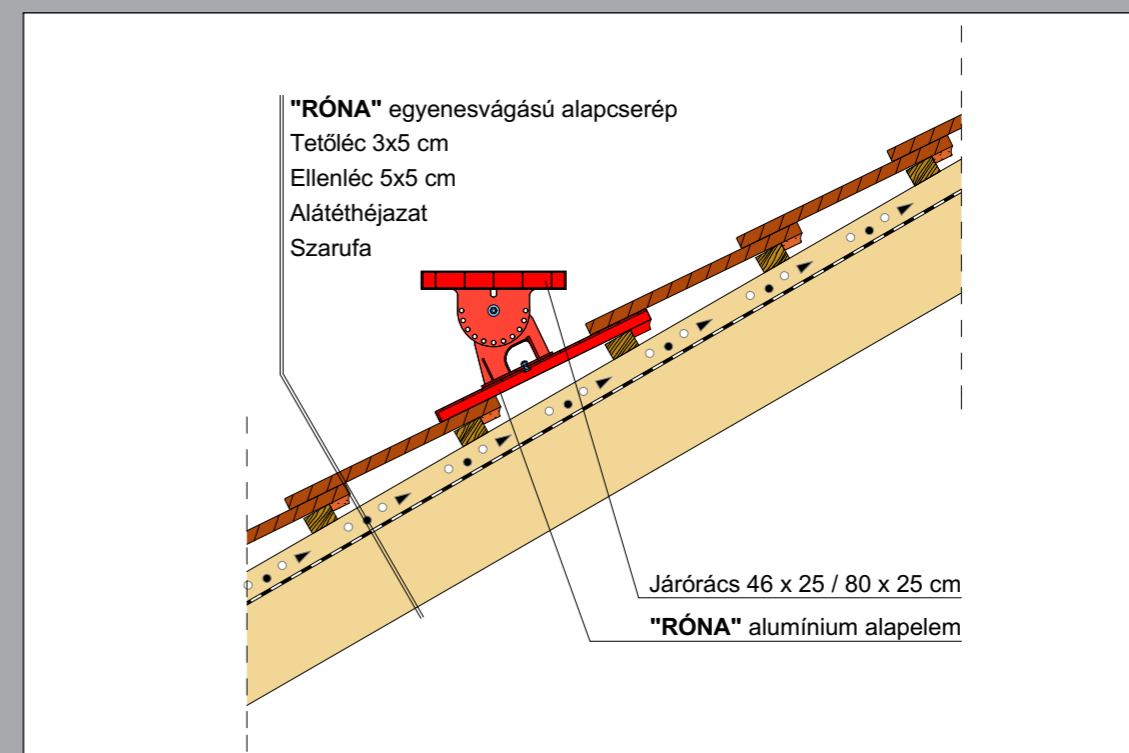 "RÓNA" egyenesvágású alapcserép
Tetőléc 3x5 cm
Ellenléc 5x5 cm
Alátéthéjazat
Szarufa
Járórács 46 x 25 / 80 x 25 cm
"RÓNA" alumínium alapelem